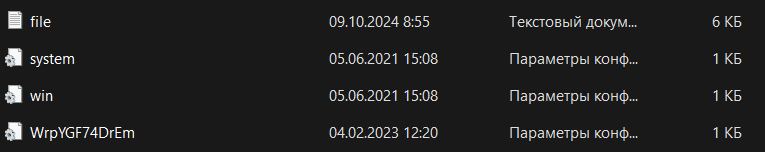 file 09.10.2024 8:55 Текстовый докум... 6 КБ
system 05.06.2021 15:08 Параметры конф... 1 КБ
win 05.06.2021 15:08 Параметры конф... 1 КБ
WrpYGF74DrEm 04.02.2023 12:20 Параметры конф... 1 КБ